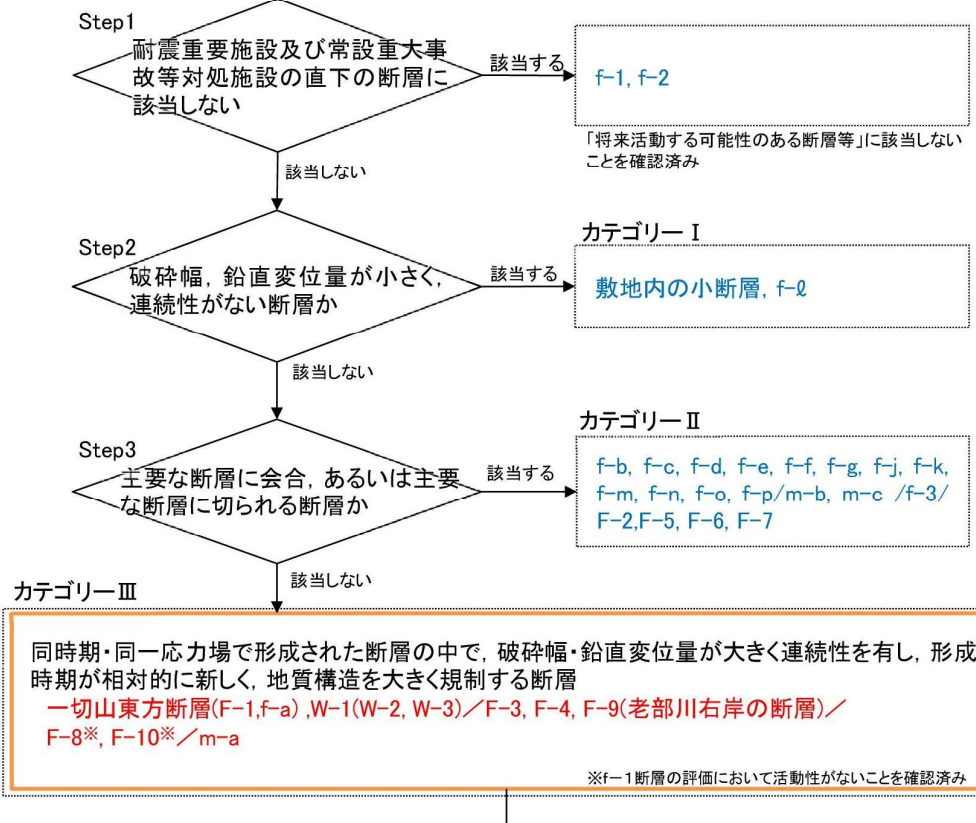 Step1
耐震重要施設及び常設重大事
故等対処施設の直下の断層に
該当しない
該当する
f-1, f-2
「将来活動する可能性のある断層等」に該当しない
ことを確認済み
該当しない
Step2
破砕幅，鉛直変位量が小さく，
連続性がない断層か
該当する
カテゴリーⅠ
敷地内の小断層，f-ℓ
該当しない
Step3
主要な断層に会合，あるいは主要
な断層に切られる断層か
該当する
カテゴリーⅡ
f-b, f-c, f-d, f-e, f-f, f-g, f-j, f-k,
f-m, f-n, f-o, f-p/m-b, m-c /f-3/
F-2,F-5, F-6, F-7
該当しない
カテゴリーⅢ
同時期・同一応力場で形成された断層の中で，破砕幅・鉛直変位量が大きく連続性を有し，形成
時期が相対的に新しく，地質構造を大きく規制する断層
一切山東方断層(F-1,f-a) ,W-1(W-2, W-3)／F-3, F-4, F-9(老部川右岸の断層)／
F-8※, F-10※／m-a
※f-1断層の評価において活動性がないことを確認済み